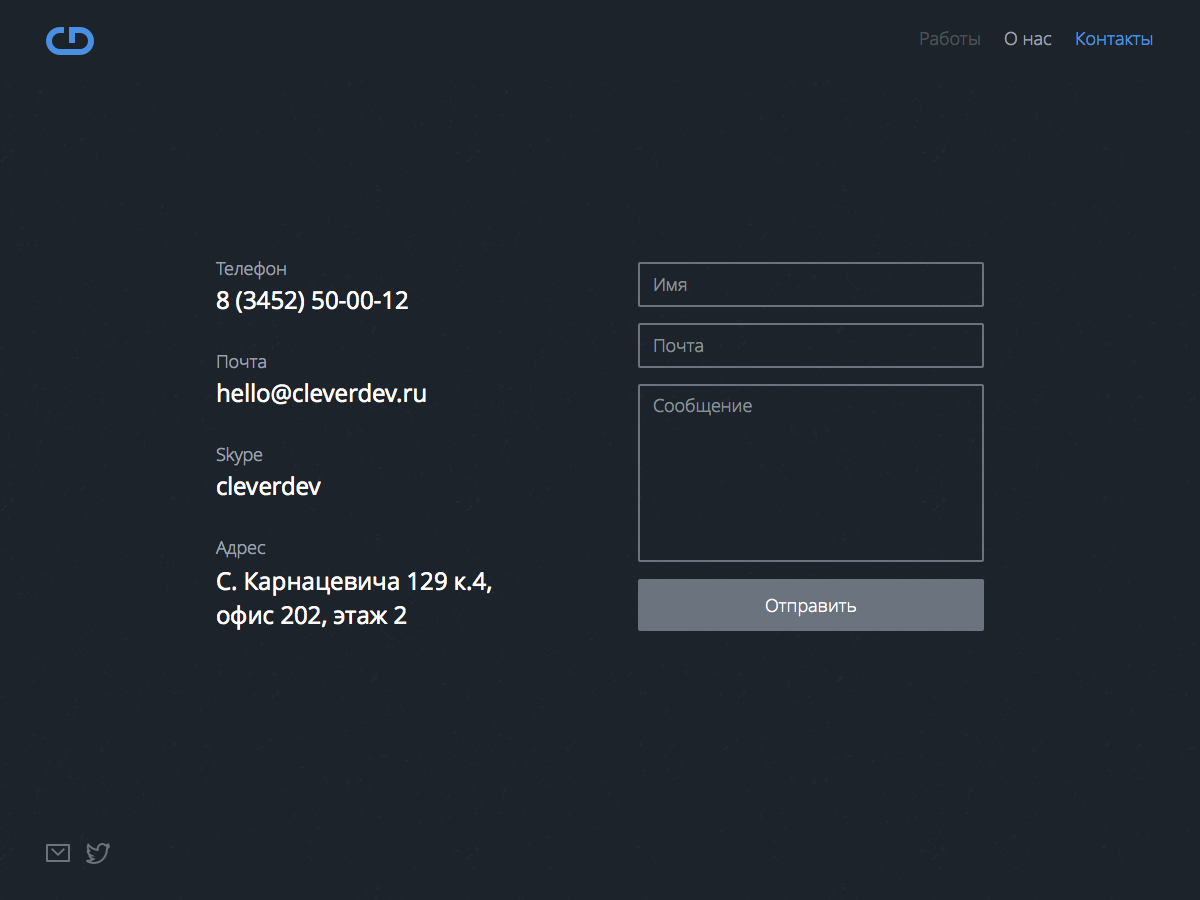 Работы О нас Контакты
Телефон
8 (3452) 50-00-12
Почта
hello@cleverdev.ru
Skype
cleverdev
Адрес
С. Карнацевича 129 к.4,
офис 202, этаж 2
Имя
Почта
Сообщение
Отправить